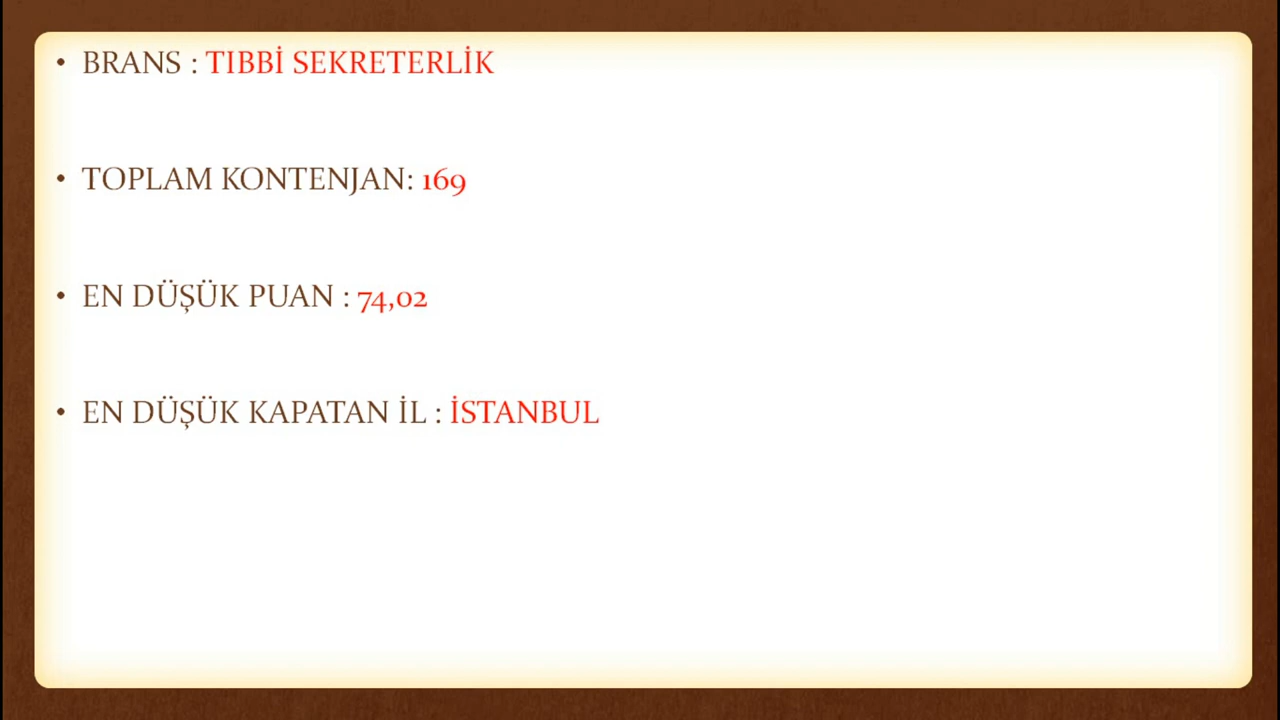 • BRANS : TIBBİ SEKRETERLİK
• TOPLAM KONTENJAN: 169
• EN DÜŞÜK PUAN : 74,02
• EN DÜŞÜK KAPATAN İL : İSTANBUL